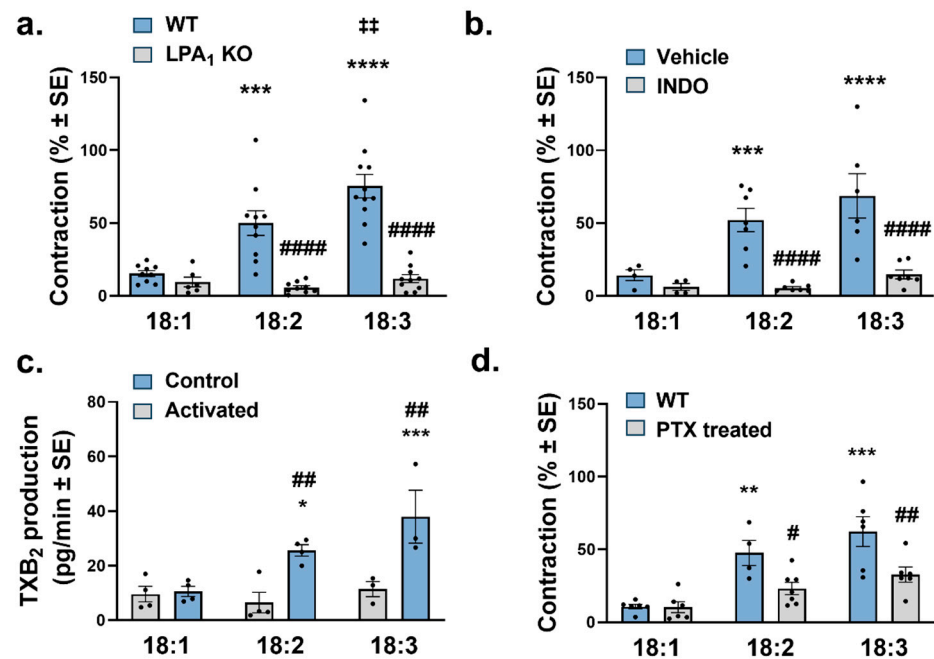 a.
WT
LPA₁ KO
‡‡
***
****
####
####
Contraction (% ± SE)
150
100
50
0
18:1
18:2
18:3
b.
Vehicle
INDO
***
****
####
####
Contraction (% ± SE)
150
100
50
0
18:1
18:2
18:3
c.
Control
Activated
##
*
##
***
TXB₂ production
(pg/min ± SE)
80
60
40
20
0
18:1
18:2
18:3
d.
WT
PTX treated
**
#
***
##
Contraction (% ± SE)
150
100
50
0
18:1
18:2
18:3